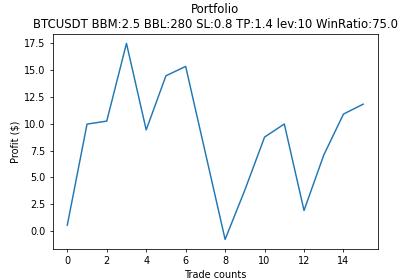 Portfolio
BTCUSDT BBM:2.5 BBL:280 SL:0.8 TP:1.4 lev:10 WinRatio:75.0
17.5
15.0
12.5
10.0
7.5
5.0
2.5
0.0
Profit ($)
0 2 4 6 8 10 12 14
Trade counts